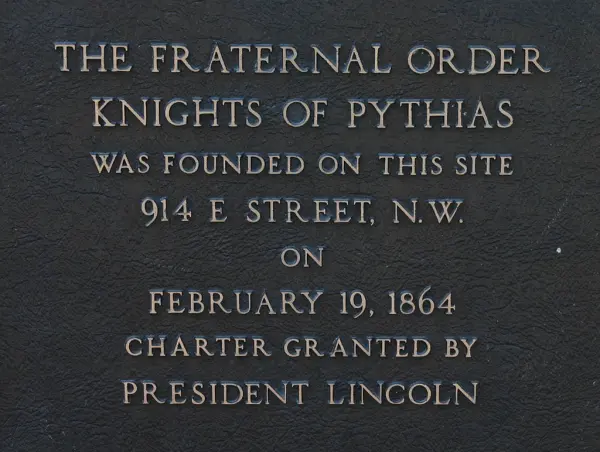 THE FRATERNAL ORDER
KNIGHTS OF PYTHIAS
WAS FOUNDED ON THIS SITE
914 E STREET, N.W.
ON
FEBRUARY 19, 1864
CHARTER GRANTED BY
PRESIDENT LINCOLN